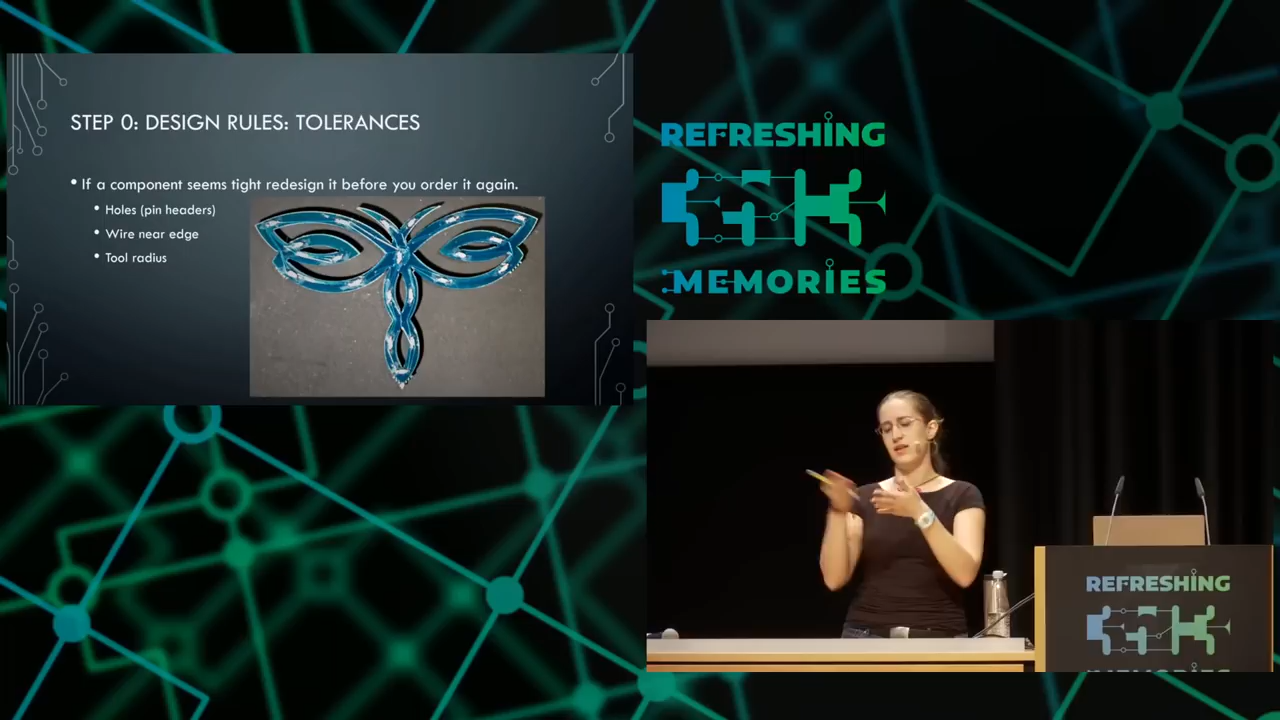 STEP 0: DESIGN RULES: TOLERANCES
• If a component seems tight redesign it before you order it again.
• Holes (pin headers)
• Wire near edge
• Tool radius
REFRESHING
MEMORIES
REFRESHING